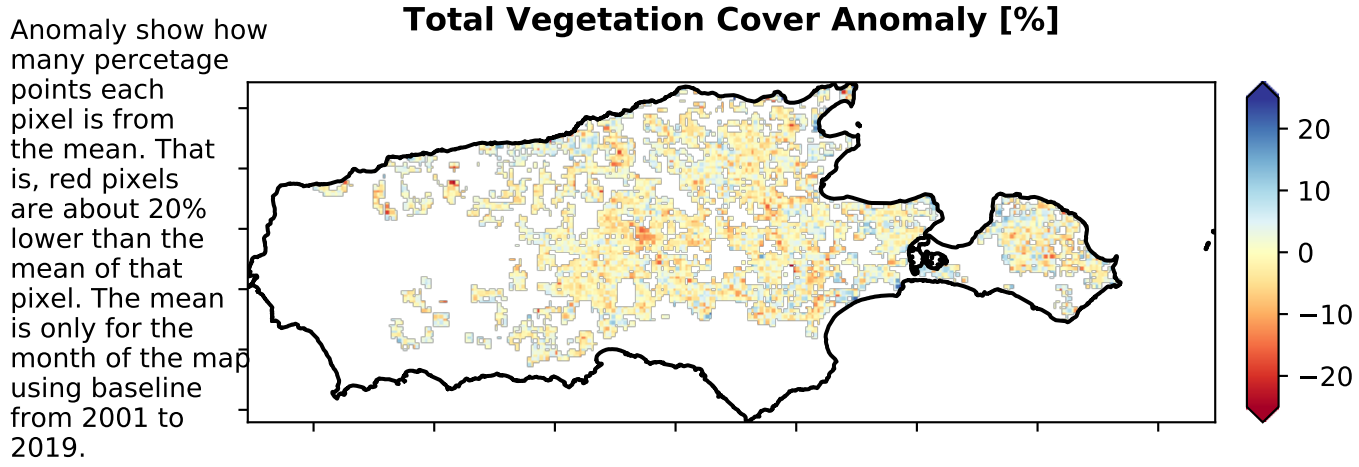 Total Vegetation Cover Anomaly [%]
Anomaly show how
many percetage
points each
pixel is from
the mean. That
is, red pixels
are about 20%
lower than the
mean of that
pixel. The mean
is only for the
month of the map
using baseline
from 2001 to
2019.
20
10
0
−10
−20